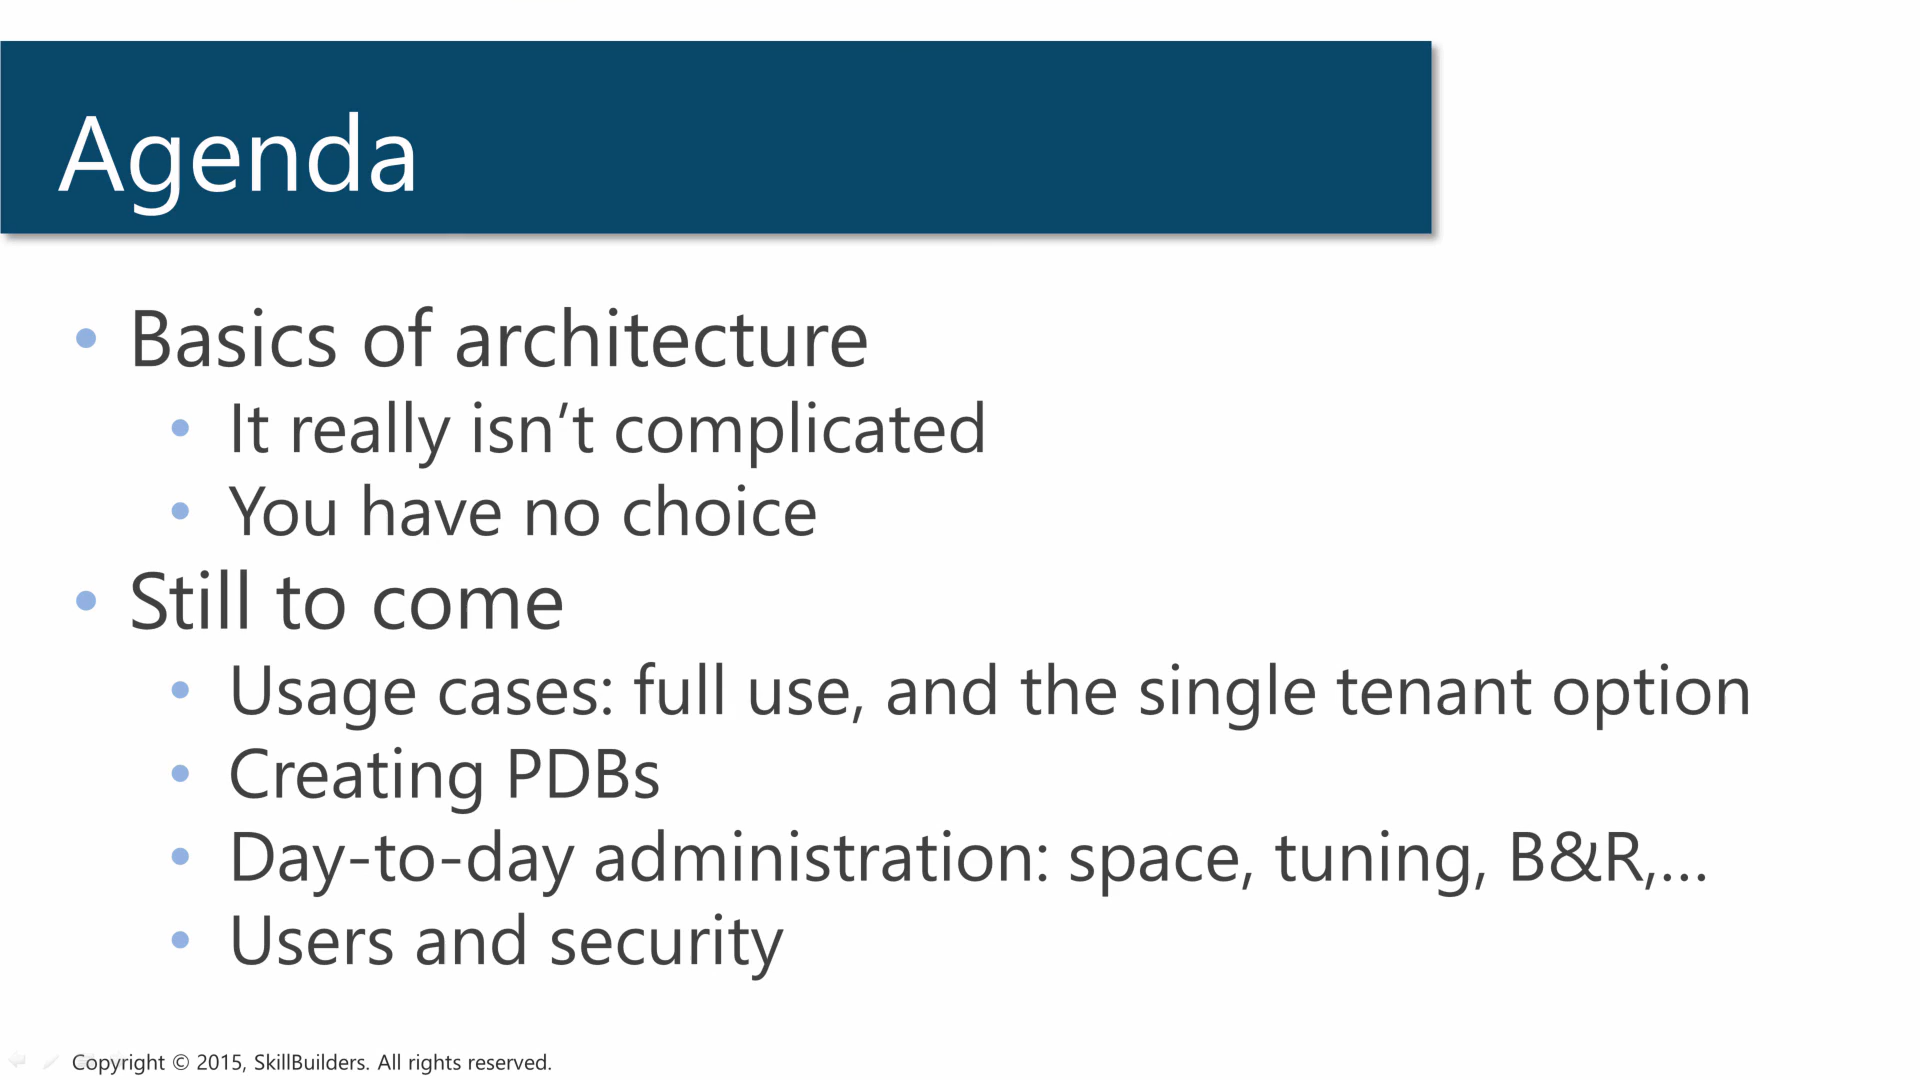 Agenda
• Basics of architecture
• It really isn’t complicated
• You have no choice
• Still to come
• Usage cases: full use, and the single tenant option
• Creating PDBs
• Day-to-day administration: space, tuning, B&R,...
• Users and security
Copyright © 2015, SkillBuilders. All rights reserved.